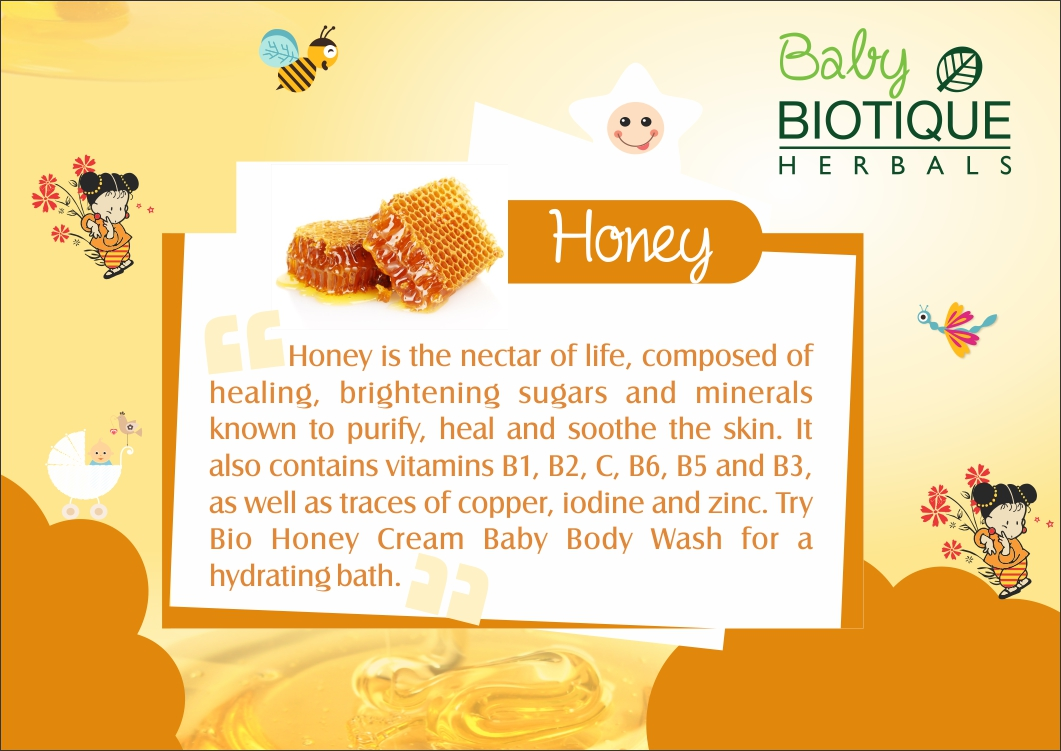 Baby
BIOTIQUE
HERBALS
Honey
“Honey is the nectar of life, composed of
healing, brightening sugars and minerals
known to purify, heal and soothe the skin. It
also contains vitamins B1, B2, C, B6, B5 and B3,
as well as traces of copper, iodine and zinc. Try
Bio Honey Cream Baby Body Wash for a
hydrating bath.”